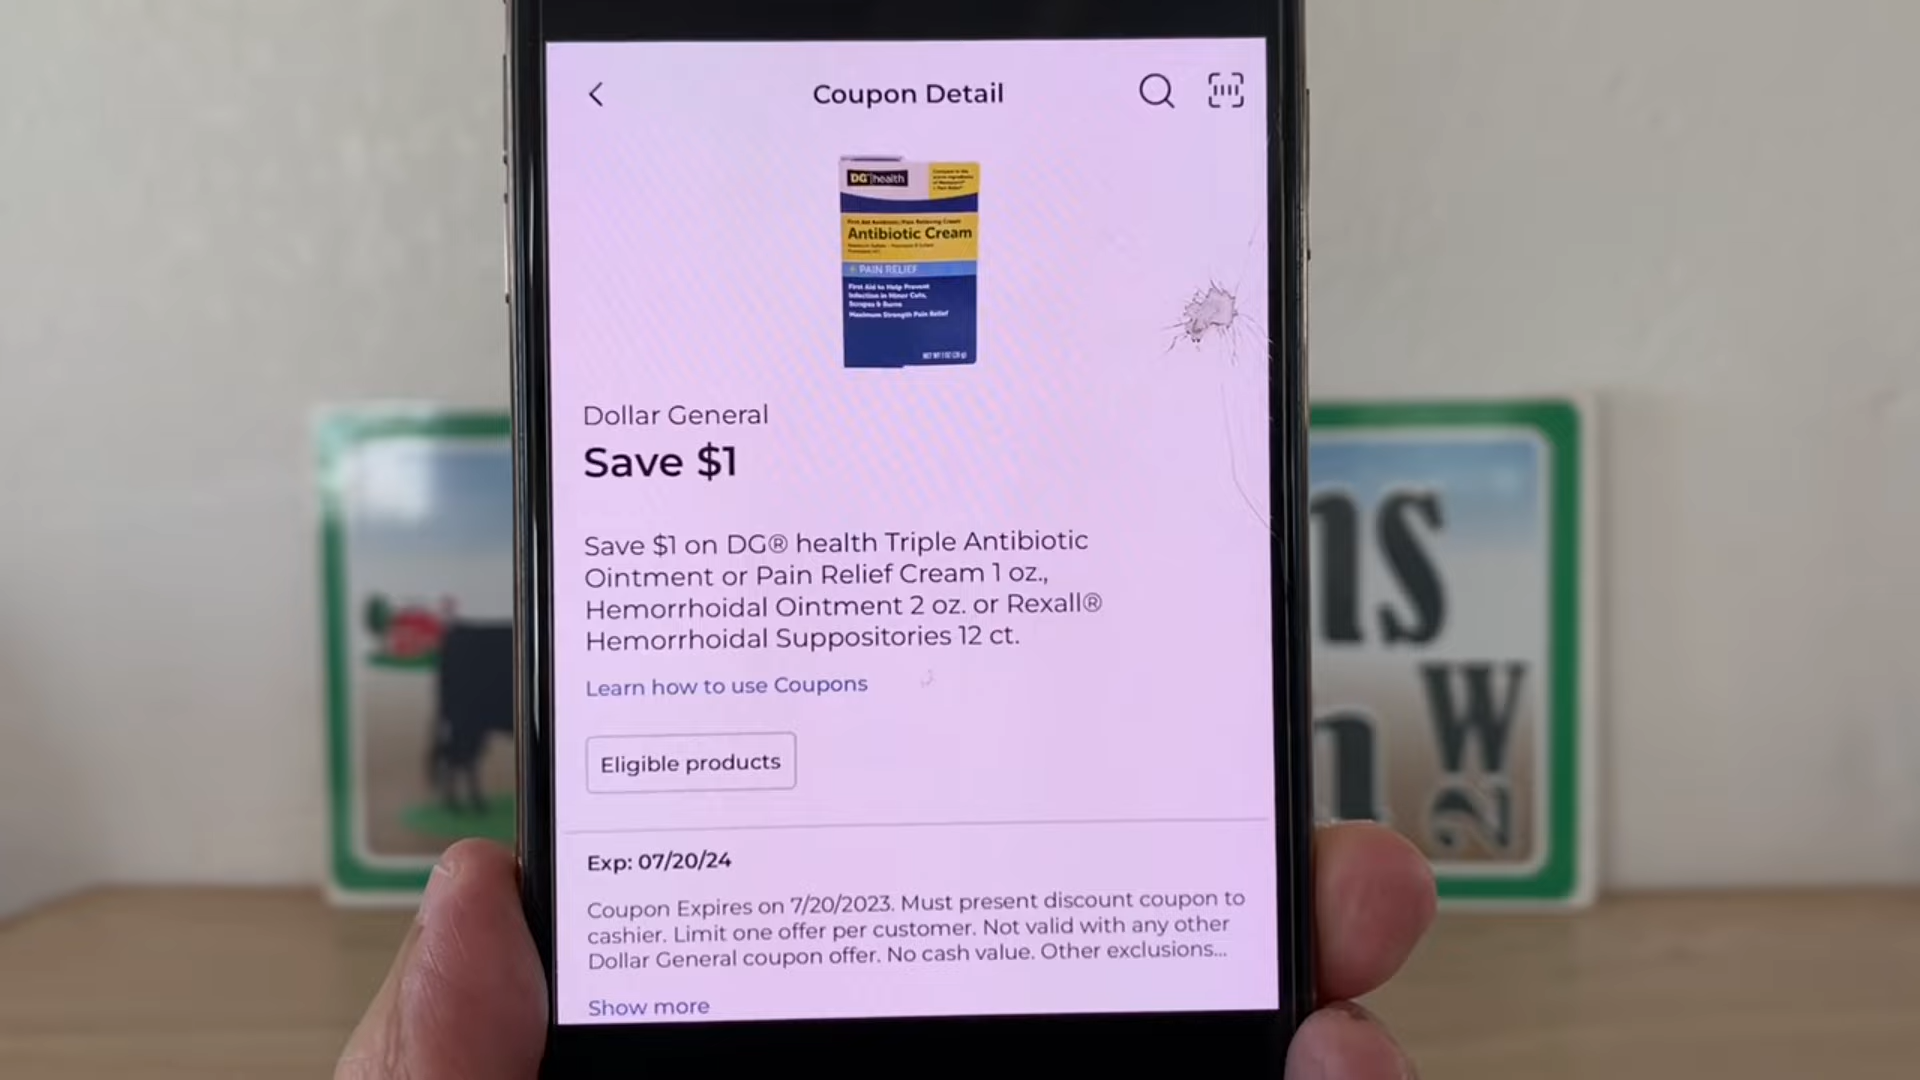 Coupon Detail
DG health
Antibiotic Cream
+ PAIN RELIEF
First Aid to Help Prevent
Infection in Minor Cuts,
Scrapes & Burns
Maximum Strength Pain Relief
Dollar General
Save $1
Save $1 on DG® health Triple Antibiotic
Ointment or Pain Relief Cream 1 oz.,
Hemorrhoidal Ointment 2 oz. or Rexall®
Hemorrhoidal Suppositories 12 ct.
Learn how to use Coupons
Eligible products
Exp: 07/20/24
Coupon Expires on 7/20/2023. Must present discount coupon to
cashier. Limit one offer per customer. Not valid with any other
Dollar General coupon offer. No cash value. Other exclusions...
Show more